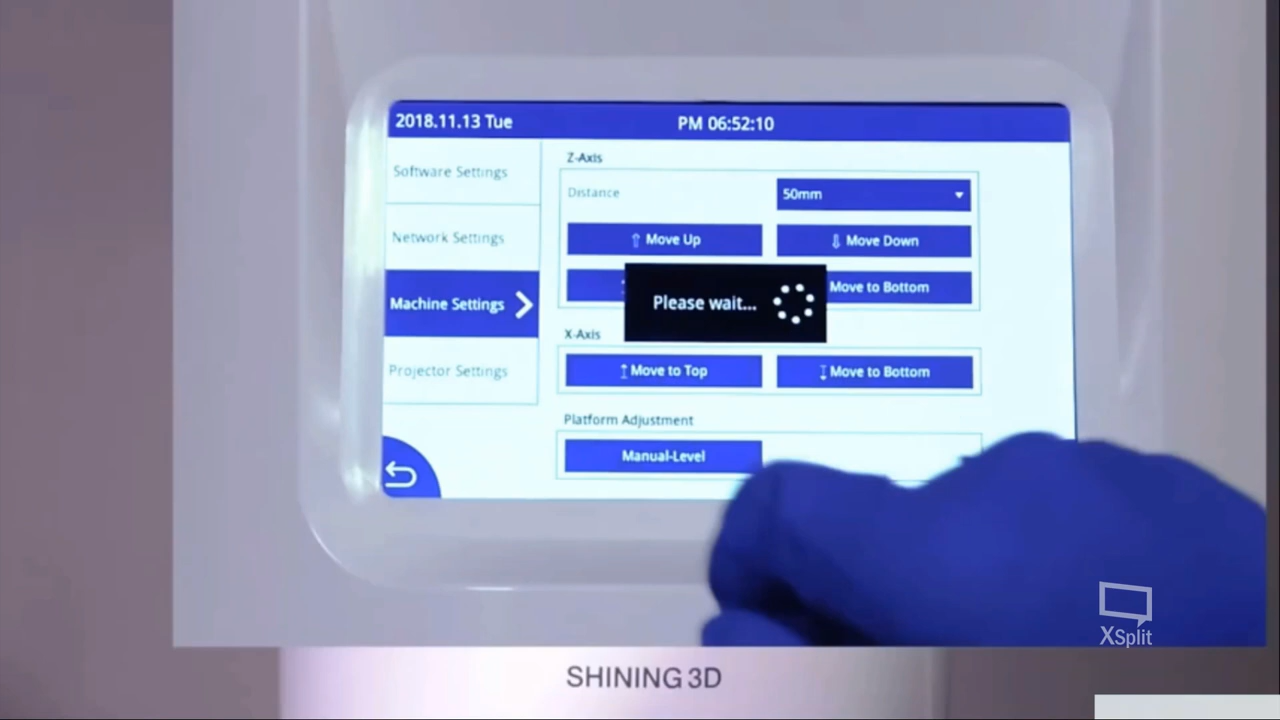 2018.11.13 Tue PM 06:52:10
Software Settings
Network Settings
Machine Settings
Projector Settings
Z-Axis
Distance 50mm
Move Up Move Down
Please wait...
Move to Bottom
X-Axis
Move to Top Move to Bottom
Platform Adjustment
Manual-Level
XSplit
SHINING 3D